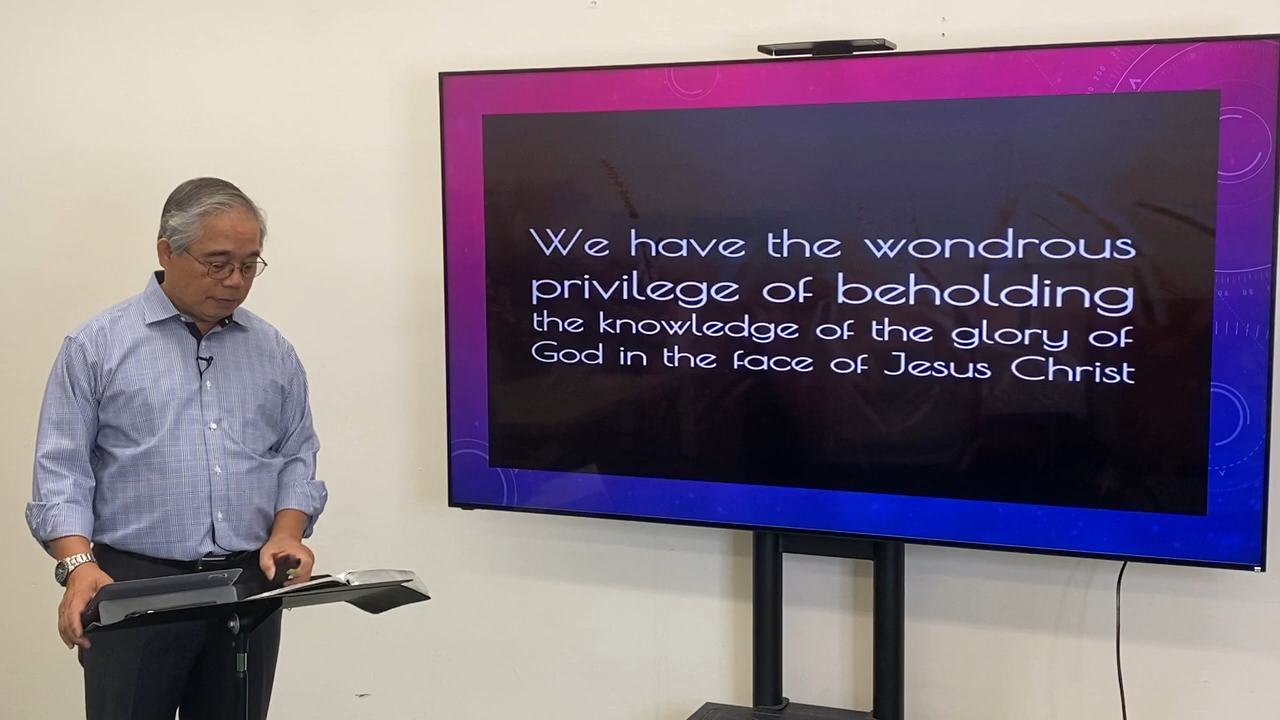 We have the wondrous
privilege of beholding
the knowledge of the glory of
God in the face of Jesus Christ